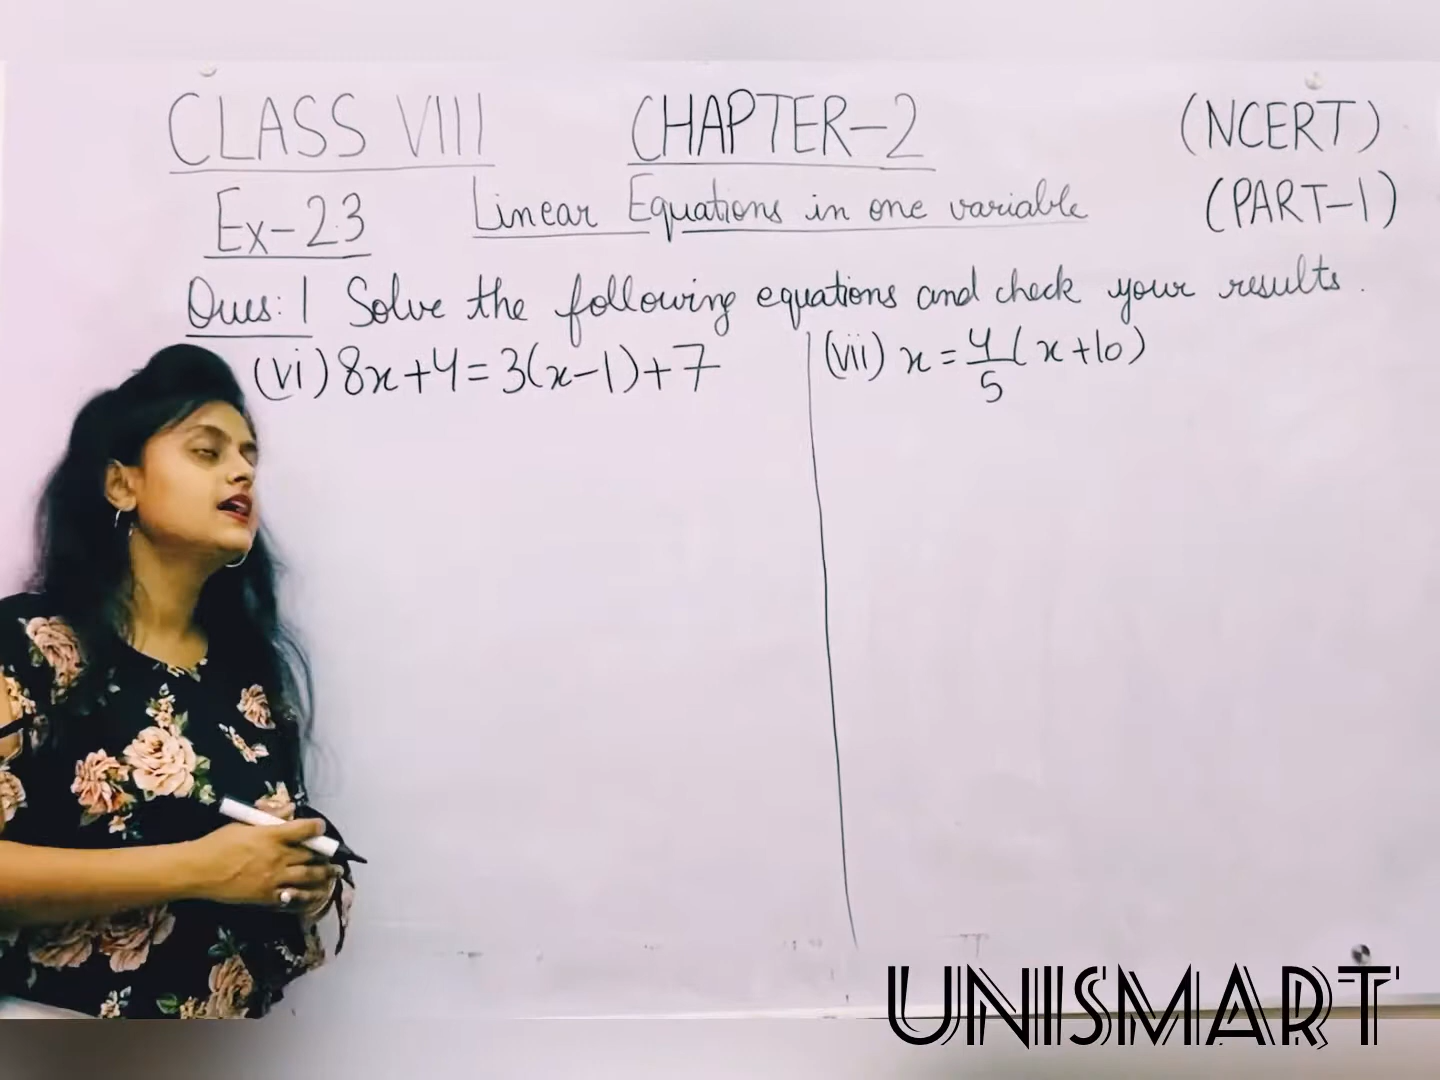 CLASS VIII CHAPTER-2 (NCERT)
Ex-2.3 Linear Equations in one variable (PART-1)
Ques: 1 Solve the following equations and check your results.
(vi) 8x+4=3(x-1)+7 (vii) x=4/5(x+10)
UNISMART